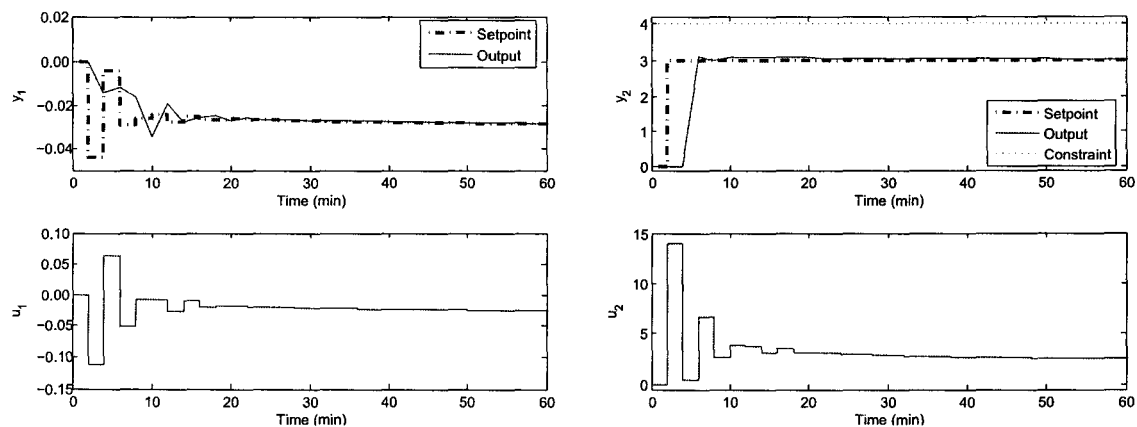 0.02
0.00
−0.02
−0.04
y1
0 10 20 30 40 50 60
Time (min)
Setpoint
Output
4
3
2
1
0
y2
0 10 20 30 40 50 60
Time (min)
Setpoint
Output
Constraint
0.10
0.05
0.00
−0.05
−0.10
−0.15
u1
0 10 20 30 40 50 60
Time (min)
15
10
5
0
u2
0 10 20 30 40 50 60
Time (min)